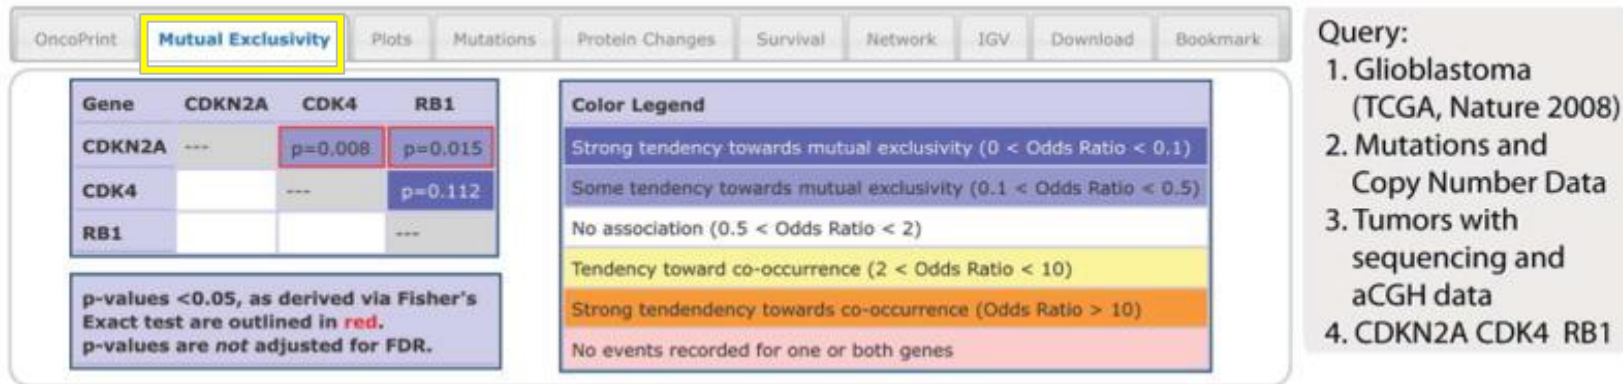 OncoPrint Mutual Exclusivity Plots Mutations Protein Changes Survival Network IGV Download Bookmark
Gene CDKN2A CDK4 RB1
CDKN2A --- p=0.008 p=0.015
CDK4 --- p=0.112
RB1 ---
p-values <0.05, as derived via Fisher's
Exact test are outlined in red.
p-values are not adjusted for FDR.
Color Legend
Strong tendency towards mutual exclusivity (0 < Odds Ratio < 0.1)
Some tendency towards mutual exclusivity (0.1 < Odds Ratio < 0.5)
No association (0.5 < Odds Ratio < 2)
Tendency toward co-occurrence (2 < Odds Ratio < 10)
Strong tendendency towards co-occurrence (Odds Ratio > 10)
No events recorded for one or both genes
Query:
1. Glioblastoma
(TCGA, Nature 2008)
2. Mutations and
Copy Number Data
3. Tumors with
sequencing and
aCGH data
4. CDKN2A CDK4 RB1